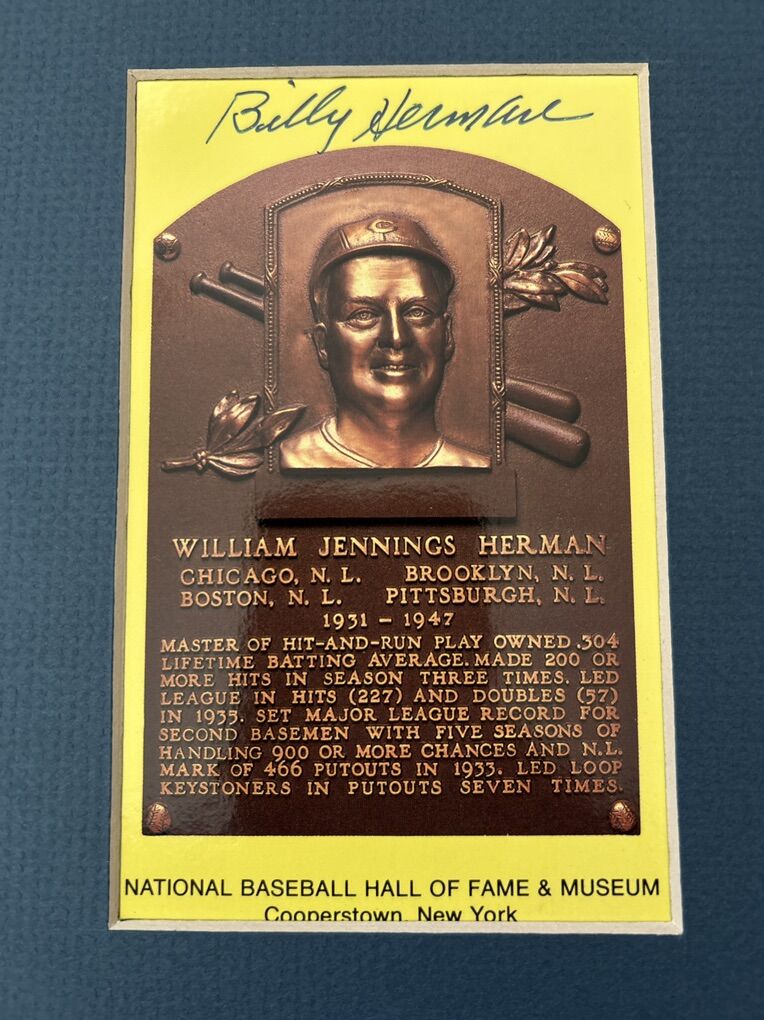 Billy Herman
C
WILLIAM JENNINGS HERMAN
CHICAGO, N. L. BROOKLYN, N. L.
BOSTON, N. L. PITTSBURGH, N. L.
1931 – 1947
MASTER OF HIT-AND-RUN PLAY OWNED .304
LIFETIME BATTING AVERAGE. MADE 200 OR
MORE HITS IN SEASON THREE TIMES. LED
LEAGUE IN HITS (227) AND DOUBLES (57)
IN 1935. SET MAJOR LEAGUE RECORD FOR
SECOND BASEMEN WITH FIVE SEASONS OF
HANDLING 900 OR MORE CHANCES AND N.L.
MARK OF 466 PUTOUTS IN 1933. LED LOOP
KEYSTONERS IN PUTOUTS SEVEN TIMES.
NATIONAL BASEBALL HALL OF FAME & MUSEUM
Cooperstown, New York